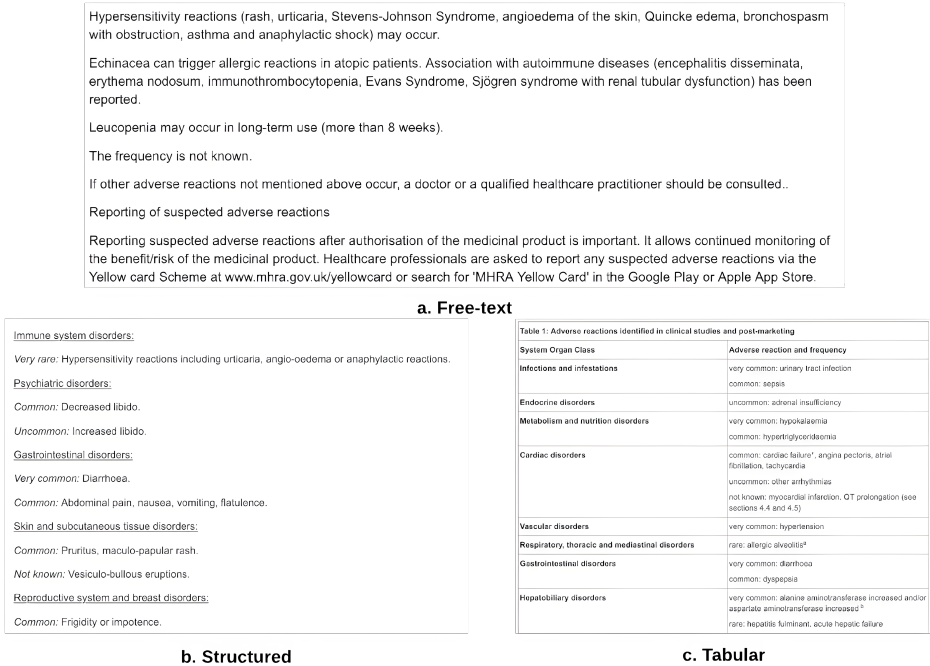 Hypersensitivity reactions (rash, urticaria, Stevens-Johnson Syndrome, angioedema of the skin, Quincke edema, bronchospasm
with obstruction, asthma and anaphylactic shock) may occur.
Echinacea can trigger allergic reactions in atopic patients. Association with autoimmune diseases (encephalitis disseminata,
erythema nodosum, immunothrombocytopenia, Evans Syndrome, Sjögren syndrome with renal tubular dysfunction) has been
reported.
Leucopenia may occur in long-term use (more than 8 weeks).
The frequency is not known.
If other adverse reactions not mentioned above occur, a doctor or a qualified healthcare practitioner should be consulted..
Reporting of suspected adverse reactions
Reporting suspected adverse reactions after authorisation of the medicinal product is important. It allows continued monitoring of
the benefit/risk of the medicinal product. Healthcare professionals are asked to report any suspected adverse reactions via the
Yellow card Scheme at www.mhra.gov.uk/yellowcard or search for 'MHRA Yellow Card' in the Google Play or Apple App Store.
a. Free-text
Immune system disorders:
Very rare: Hypersensitivity reactions including urticaria, angio-oedema or anaphylactic reactions.
Psychiatric disorders:
Common: Decreased libido.
Uncommon: Increased libido.
Gastrointestinal disorders:
Very common: Diarrhoea.
Common: Abdominal pain, nausea, vomiting, flatulence.
Skin and subcutaneous tissue disorders:
Common: Pruritus, maculo-papular rash.
Not known: Vesiculo-bullous eruptions.
Reproductive system and breast disorders:
Common: Frigidity or impotence.
b. Structured
Table 1: Adverse reactions identified in clinical studies and post-marketing
System Organ Class Adverse reaction and frequency
Infections and infestations very common: urinary tract infection
common: sepsis
Endocrine disorders uncommon: adrenal insufficiency
Metabolism and nutrition disorders very common: hypokalaemia
common: hypertriglyceridaemia
Cardiac disorders common: cardiac failure*, angina pectoris, atrial
fibrillation, tachycardia
uncommon: other arrhythmias
not known: myocardial infarction, QT prolongation (see
sections 4.4 and 4.5)
Vascular disorders very common: hypertension
Respiratory, thoracic and mediastinal disorders rare: allergic alveolitisª
Gastrointestinal disorders very common: diarrhoea
common: dyspepsia
Hepatobiliary disorders very common: alanine aminotransferase increased and/or
aspartate aminotransferase increased ᵇ
rare: hepatitis fulminant, acute hepatic failure
c. Tabular